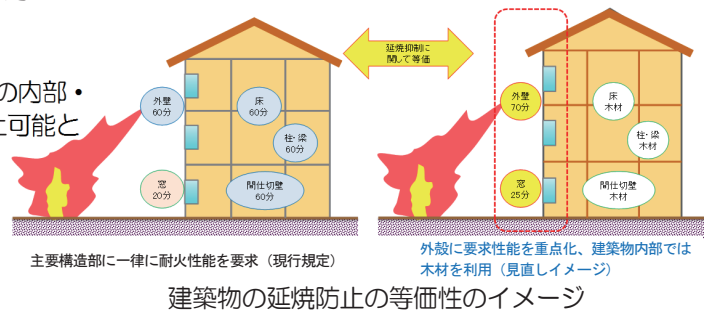 の内部・
に可能と
延焼抑制に
関して等価
外壁
60分
床
60分
柱・梁
60分
窓
20分
間仕切壁
60分
外壁
70分
床
木材
柱・梁
木材
窓
25分
間仕切壁
木材
主要構造部に一律に耐火性能を要求（現行規定）
外殻に要求性能を重点化、建築物内部では
木材を利用（見直しイメージ）
建築物の延焼防止の等価性のイメージ